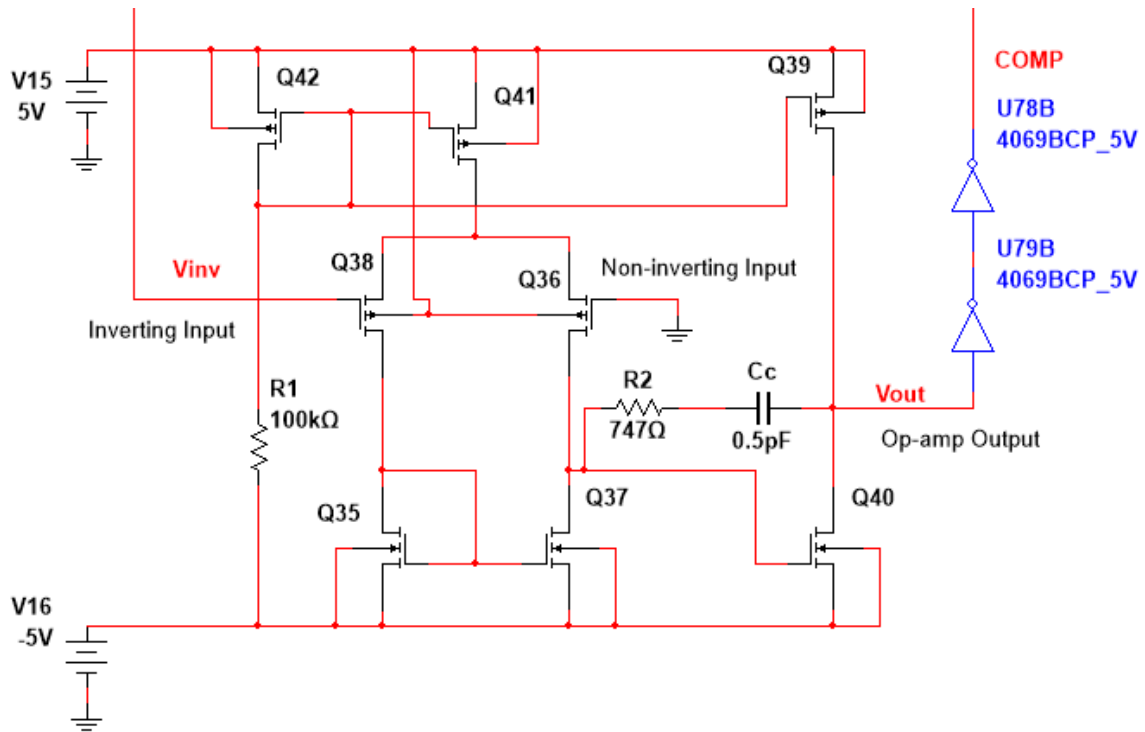 V15
5V
Q42
Q41
Q39
COMP
U78B
4069BCP_5V
U79B
4069BCP_5V
Vinv
Inverting Input
Q38
Q36
Non-inverting Input
R1
100kΩ
R2
747Ω
Cc
0.5pF
Vout
Op-amp Output
Q35
Q37
Q40
V16
-5V